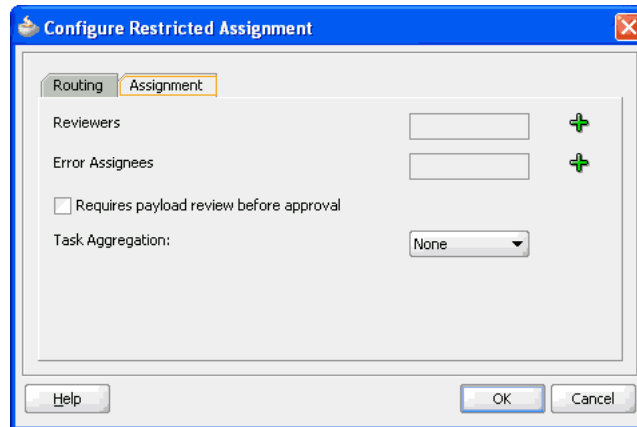 Configure Restricted Assignment
Routing Assignment
Reviewers
Error Assignees
Requires payload review before approval
Task Aggregation: None
Help OK Cancel